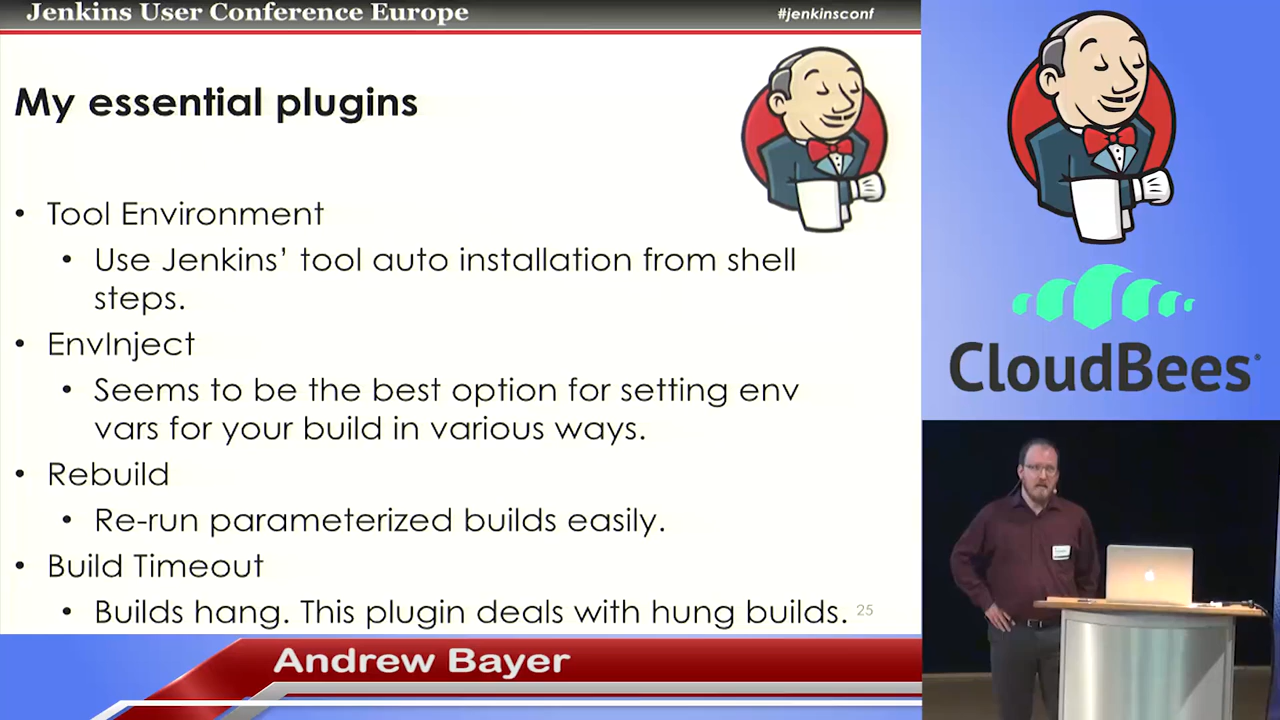 Jenkins User Conference Europe
#jenkinsconf
My essential plugins
• Tool Environment
• Use Jenkins’ tool auto installation from shell
steps.
• EnvInject
• Seems to be the best option for setting env
vars for your build in various ways.
• Rebuild
• Re-run parameterized builds easily.
• Build Timeout
• Builds hang. This plugin deals with hung builds.
25
Andrew Bayer
CloudBees